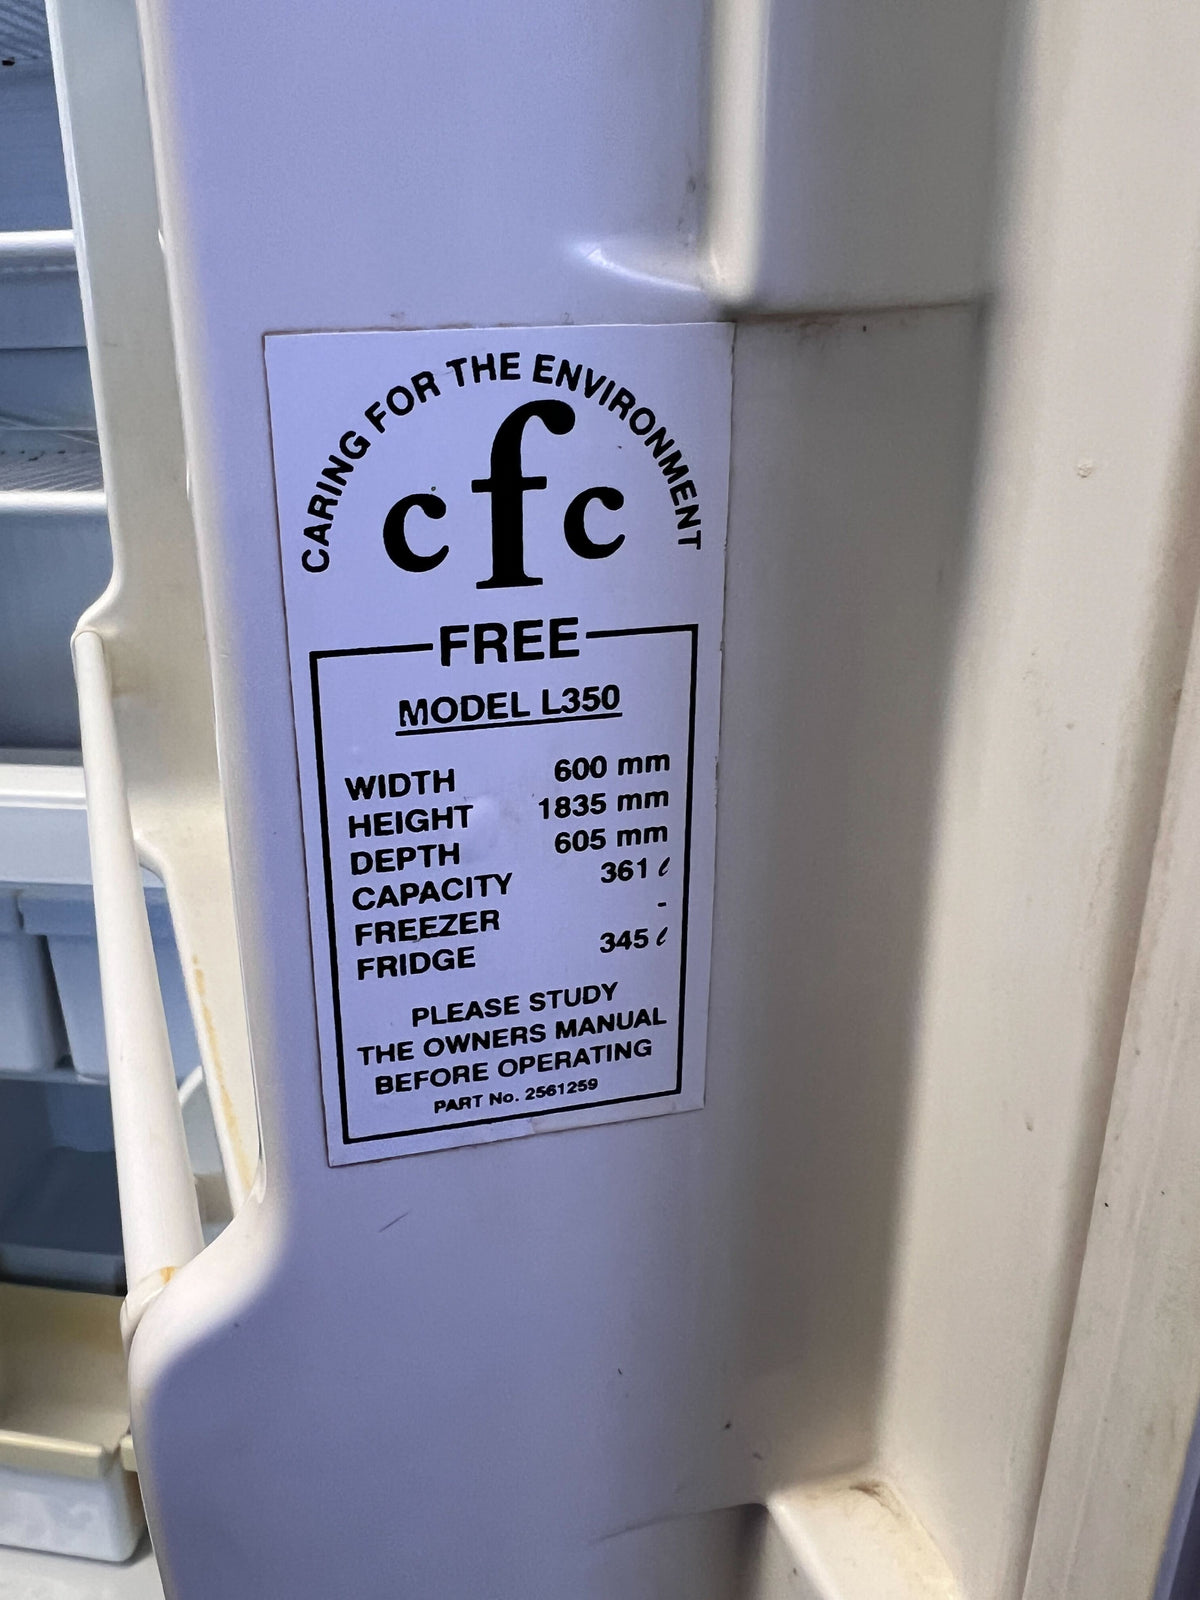 CARING FOR THE ENVIRONMENT
cfc
FREE
MODEL L350
WIDTH 600 mm
HEIGHT 1835 mm
DEPTH 605 mm
CAPACITY 361 ℓ
FREEZER -
FRIDGE 345 ℓ
PLEASE STUDY
THE OWNERS MANUAL
BEFORE OPERATING
PART No. 2561259